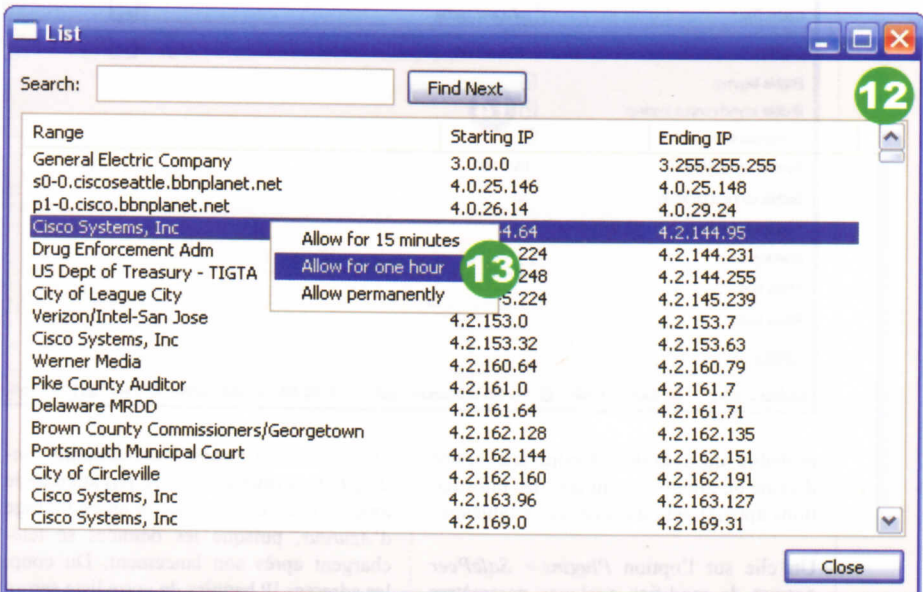 List
Search: Find Next
12
Range Starting IP Ending IP
General Electric Company 3.0.0.0 3.255.255.255
s0-0.ciscoseattle.bbnplanet.net 4.0.25.146 4.0.25.148
p1-0.cisco.bbnplanet.net 4.0.26.14 4.0.29.24
Cisco Systems, Inc 4.64 4.2.144.95
Allow for 15 minutes
Drug Enforcement Adm 224 4.2.144.231
Allow for one hour 13
US Dept of Treasury - TIGTA 248 4.2.144.255
Allow permanently
City of League City 5.224 4.2.145.239
Verizon/Intel-San Jose 4.2.153.0 4.2.153.7
Cisco Systems, Inc 4.2.153.32 4.2.153.63
Werner Media 4.2.160.64 4.2.160.79
Pike County Auditor 4.2.161.0 4.2.161.7
Delaware MRDD 4.2.161.64 4.2.161.71
Brown County Commissioners/Georgetown 4.2.162.128 4.2.162.135
Portsmouth Municipal Court 4.2.162.144 4.2.162.151
City of Circleville 4.2.162.160 4.2.162.191
Cisco Systems, Inc 4.2.163.96 4.2.163.127
Cisco Systems, Inc 4.2.169.0 4.2.169.31
Close